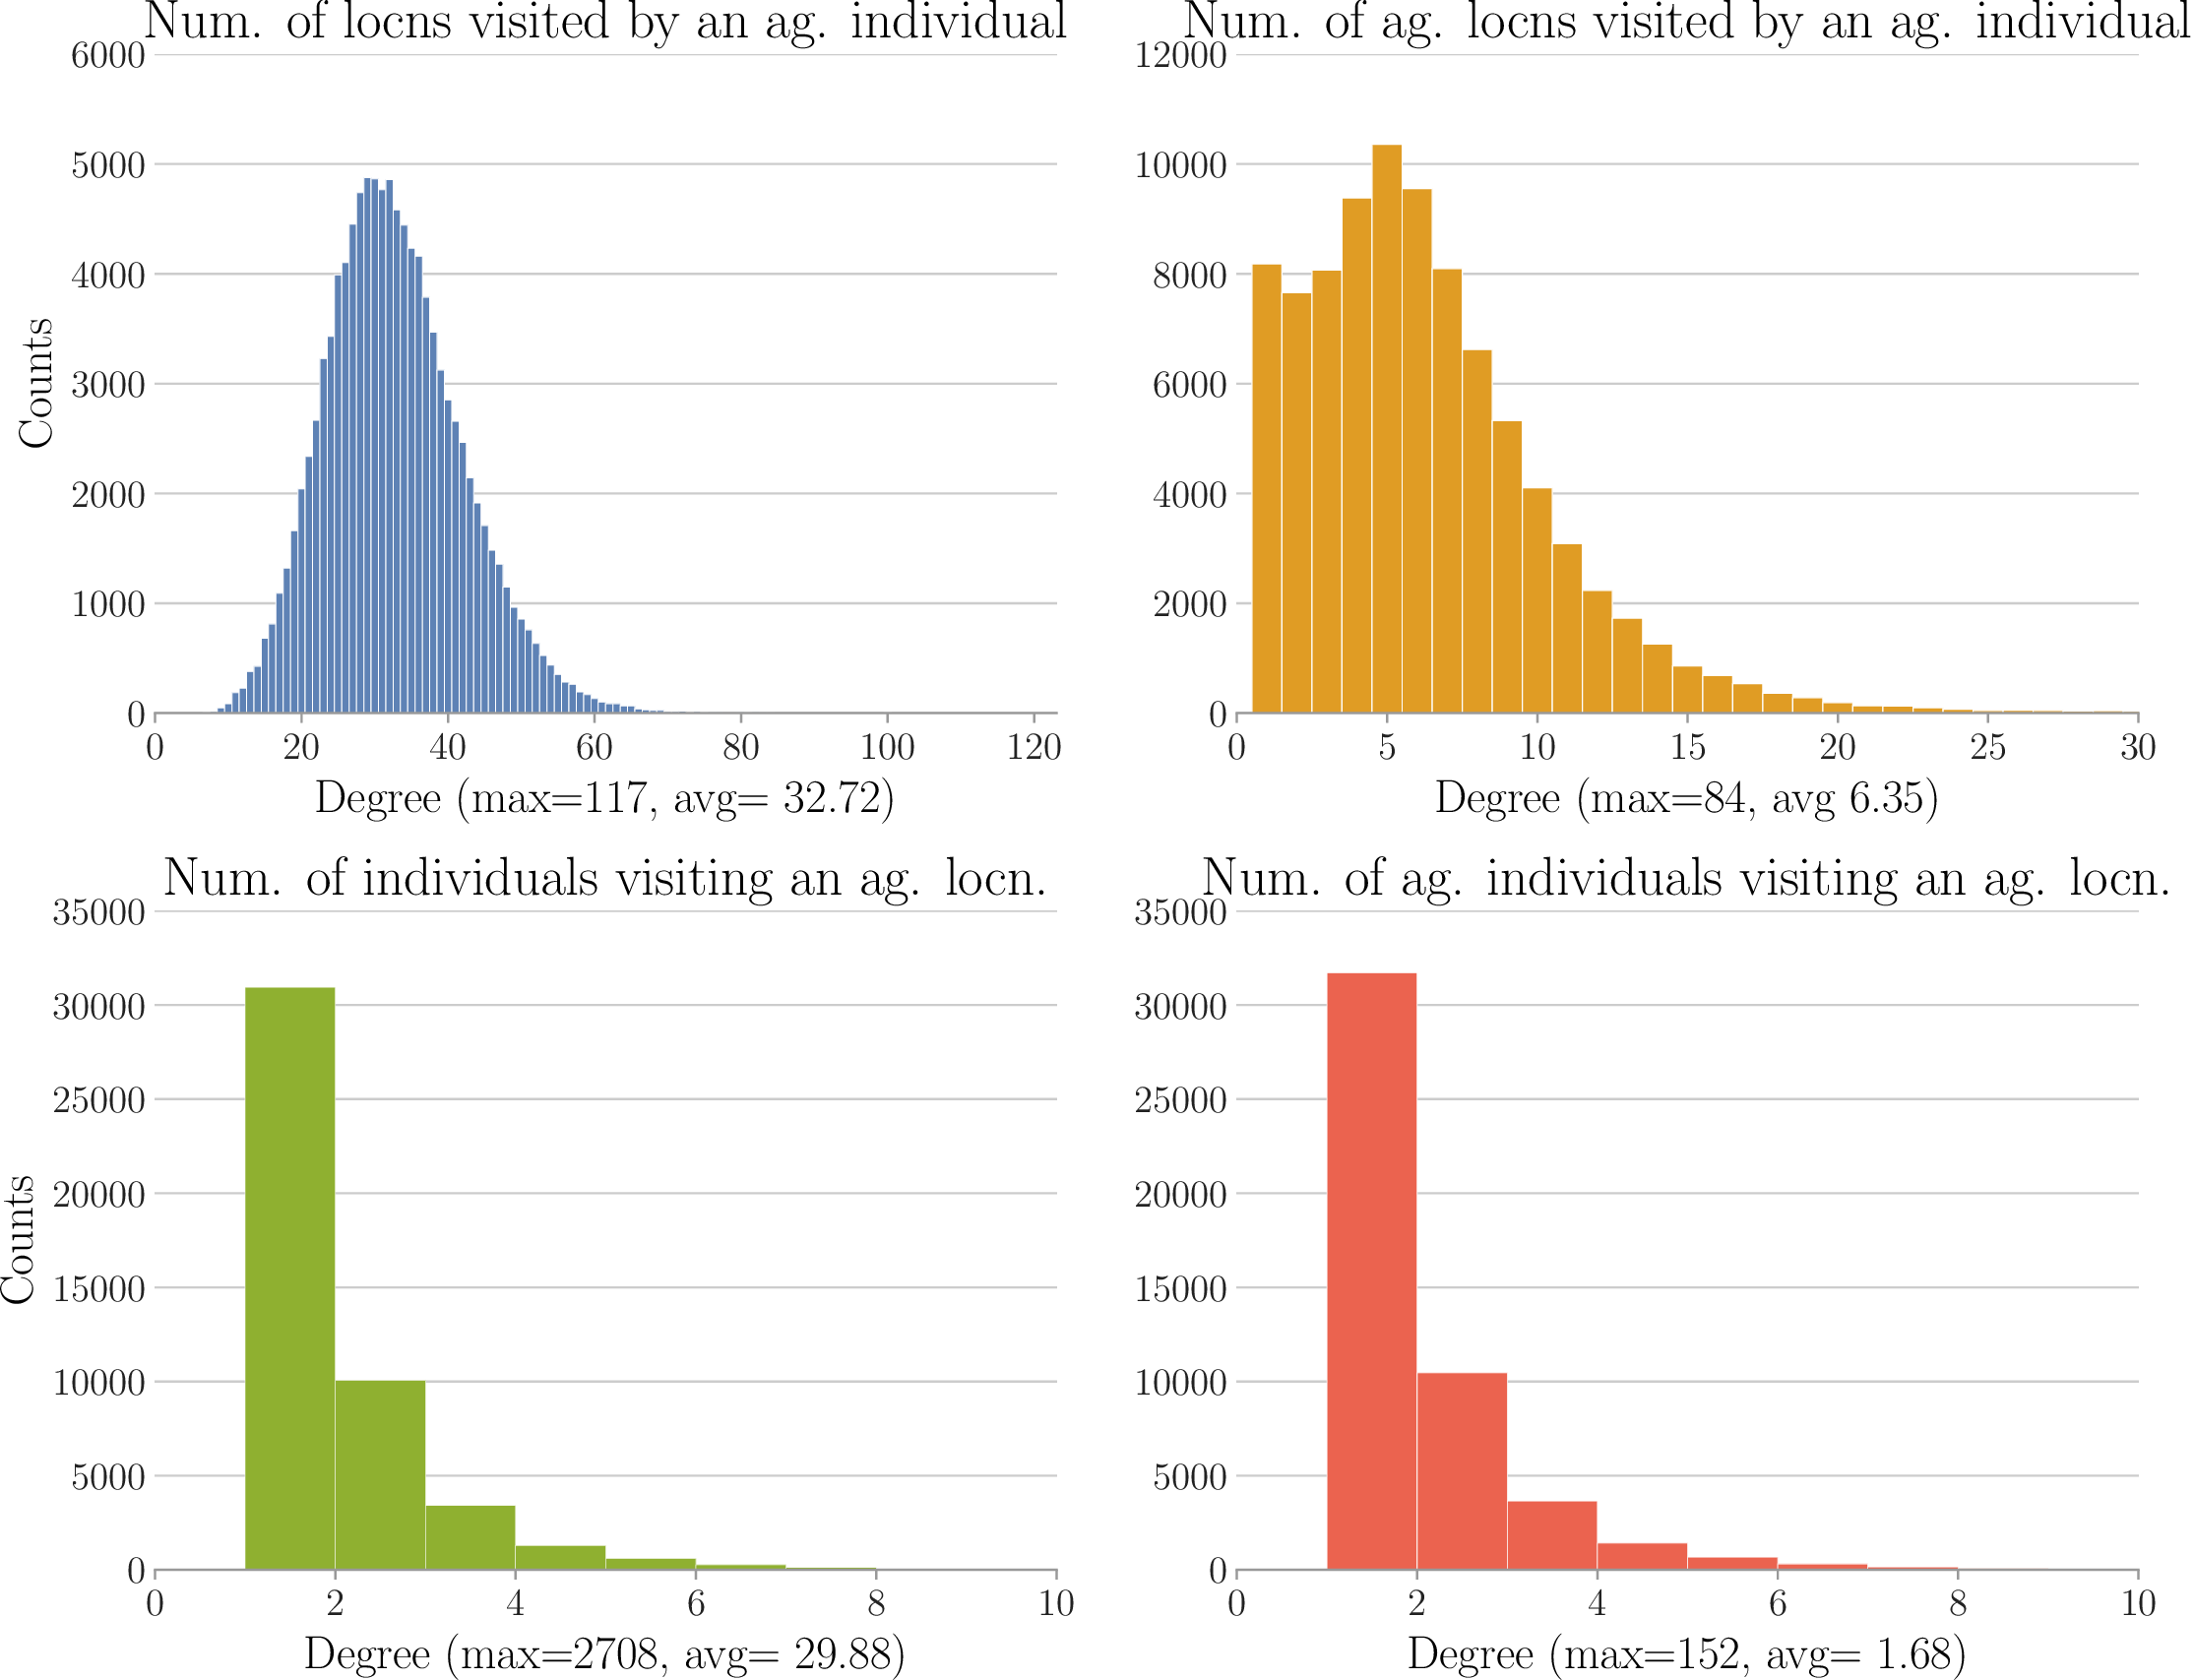 Num. of locns visited by an ag. individual
6000
5000
4000
3000
2000
1000
0
Counts
0 20 40 60 80 100 120
Degree (max=117, avg= 32.72)
Num. of ag. locns visited by an ag. individual
12000
10000
8000
6000
4000
2000
0
0 5 10 15 20 25 30
Degree (max=84, avg 6.35)
Num. of individuals visiting an ag. locn.
35000
30000
25000
20000
15000
10000
5000
0
Counts
0 2 4 6 8 10
Degree (max=2708, avg= 29.88)
Num. of ag. individuals visiting an ag. locn.
35000
30000
25000
20000
15000
10000
5000
0
0 2 4 6 8 10
Degree (max=152, avg= 1.68)